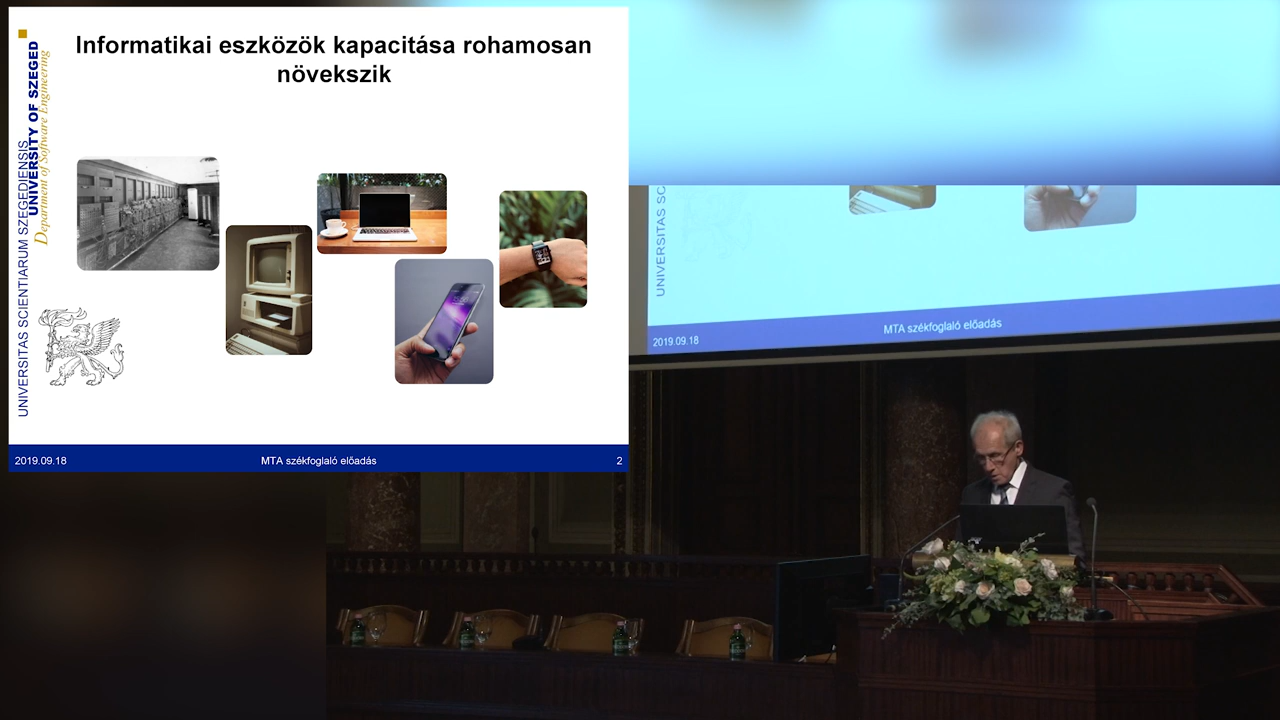 Informatikai eszközök kapacitása rohamosan
növekszik
UNIVERSITAS SCIENTIARUM SZEGEDIENSIS
UNIVERSITY OF SZEGED
Department of Software Engineering
2019.09.18
MTA székfoglaló előadás
2
UNIVERSITAS SC
2019.09.18
MTA székfoglaló előadás